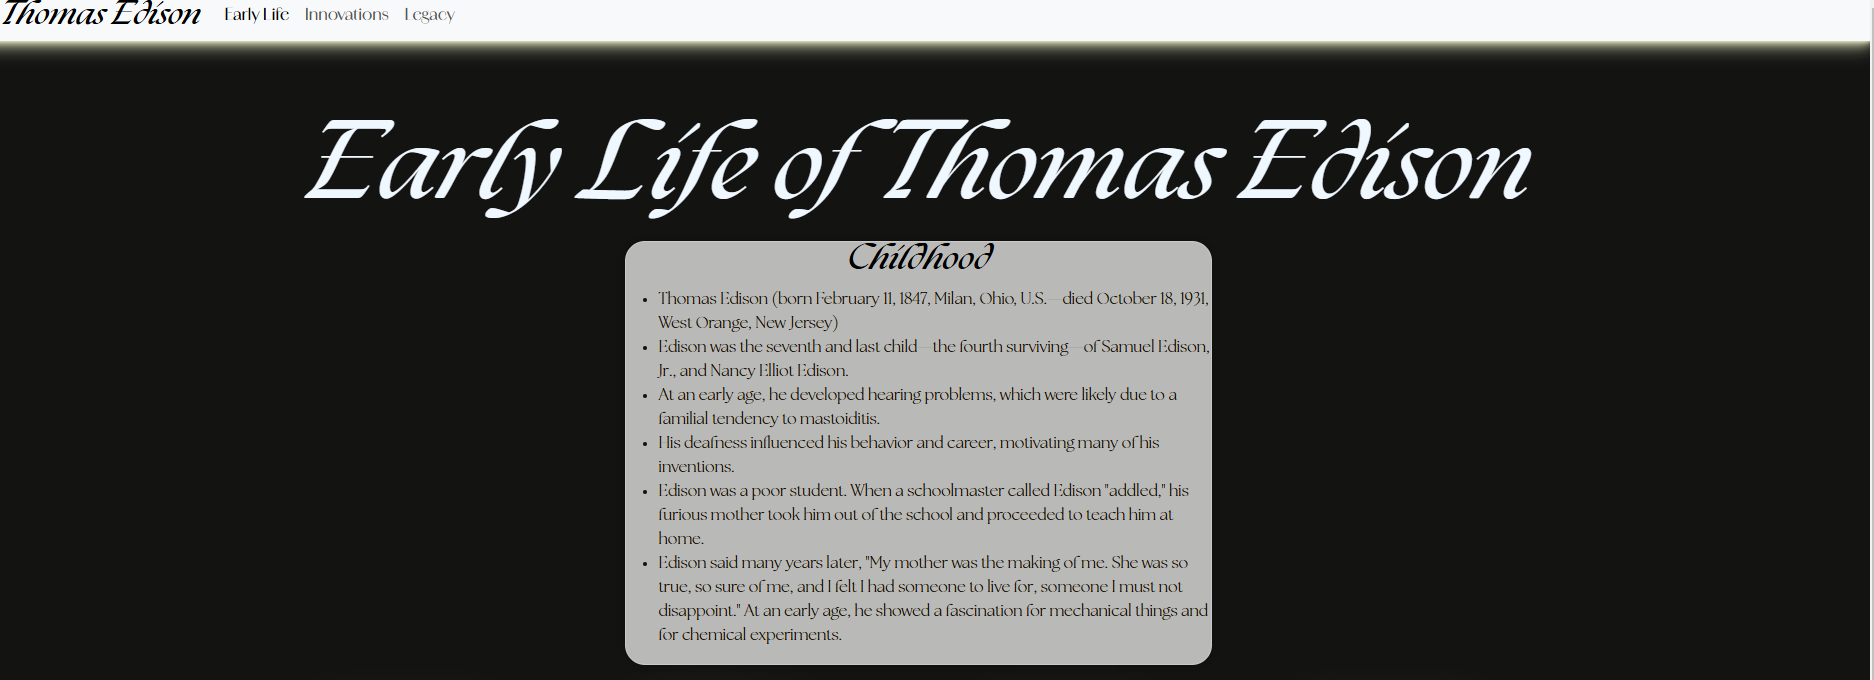 Thomas Edison Early Life Innovations Legacy
Early Life of Thomas Edison
Childhood
• Thomas Edison (born February 11, 1847, Milan, Ohio, U.S.—died October 18, 1931,
West Orange, New Jersey)
• Edison was the seventh and last child—the fourth surviving—of Samuel Edison,
Jr., and Nancy Elliot Edison.
• At an early age, he developed hearing problems, which were likely due to a
familial tendency to mastoiditis.
• His deafness influenced his behavior and career, motivating many of his
inventions.
• Edison was a poor student. When a schoolmaster called Edison "addled," his
furious mother took him out of the school and proceeded to teach him at
home.
• Edison said many years later, "My mother was the making of me. She was so
true, so sure of me, and I felt I had someone to live for, someone I must not
disappoint." At an early age, he showed a fascination for mechanical things and
for chemical experiments.